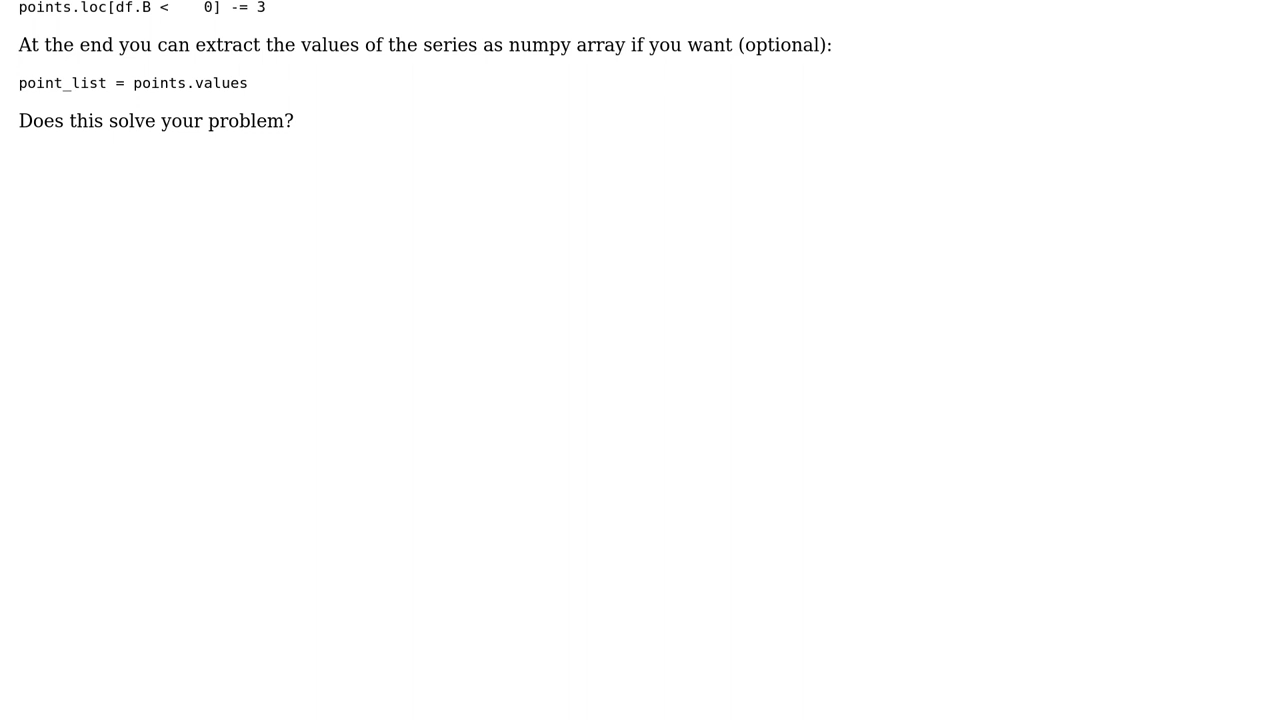 points.loc[df.B <    0] -= 3
At the end you can extract the values of the series as numpy array if you want (optional):
point_list = points.values
Does this solve your problem?